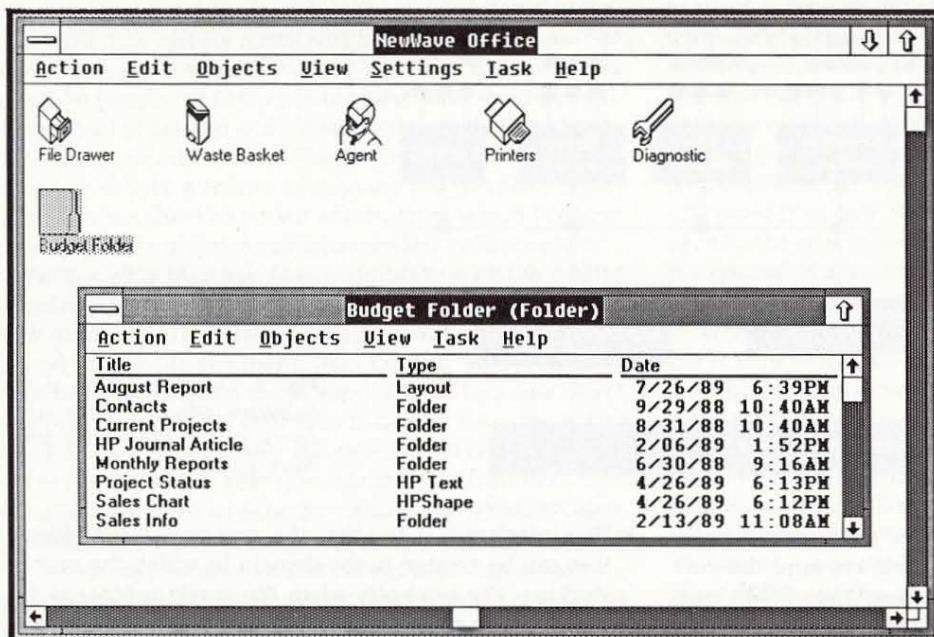 NewWave Office
Action Edit Objects View Settings Task Help
File Drawer Waste Basket Agent Printers Diagnostic
Budget Folder
Budget Folder (Folder)
Action Edit Objects View Task Help
Title Type Date
August Report Layout 7/26/89 6:39PM
Contacts Folder 9/29/88 10:40AM
Current Projects Folder 8/31/88 10:40AM
HP Journal Article Folder 2/06/89 1:52PM
Monthly Reports Folder 6/30/88 9:16AM
Project Status HP Text 4/26/89 6:13PM
Sales Chart HPShape 4/26/89 6:12PM
Sales Info Folder 2/13/89 11:08AM